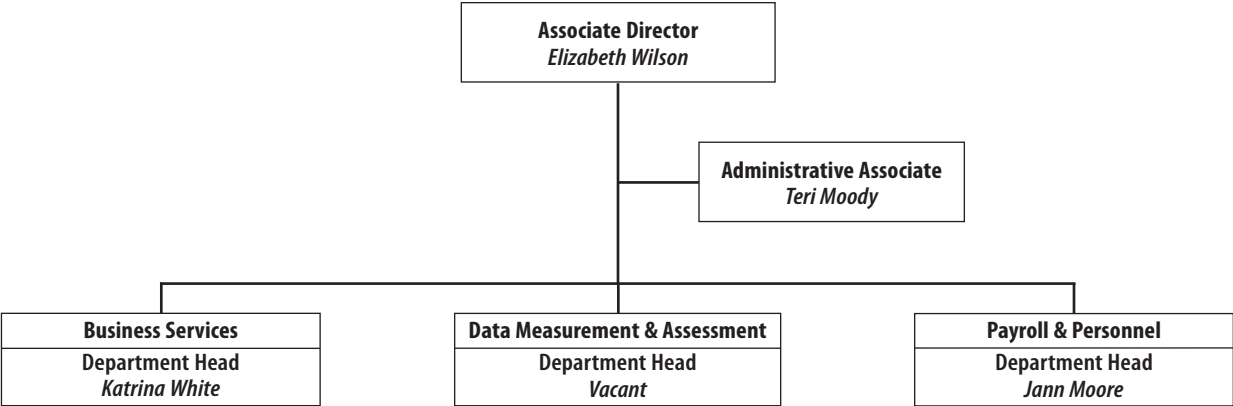 Associate Director
Elizabeth Wilson
Administrative Associate
Teri Moody
Business Services
Department Head
Katrina White
Data Measurement & Assessment
Department Head
Vacant
Payroll & Personnel
Department Head
Jann Moore